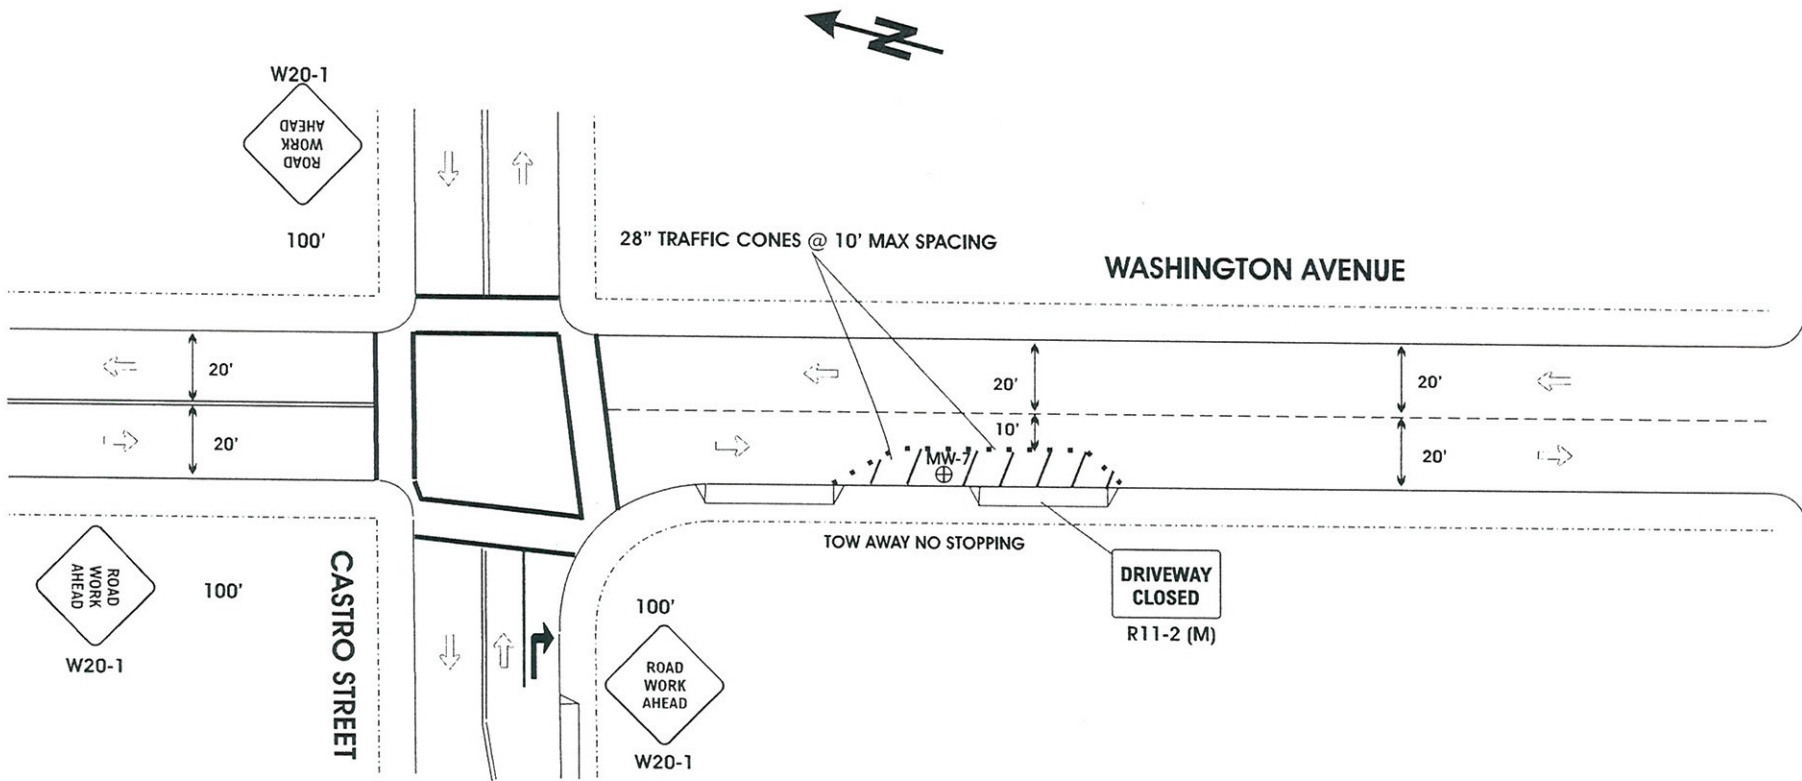 N
W20-1
ROAD
WORK
AHEAD
100'
28" TRAFFIC CONES @ 10' MAX SPACING
WASHINGTON AVENUE
20'
20'
20'
10'
20'
20'
MW-7
TOW AWAY NO STOPPING
DRIVEWAY
CLOSED
R11-2 (M)
ROAD
WORK
AHEAD
100'
W20-1
CASTRO STREET
100'
ROAD
WORK
AHEAD
W20-1